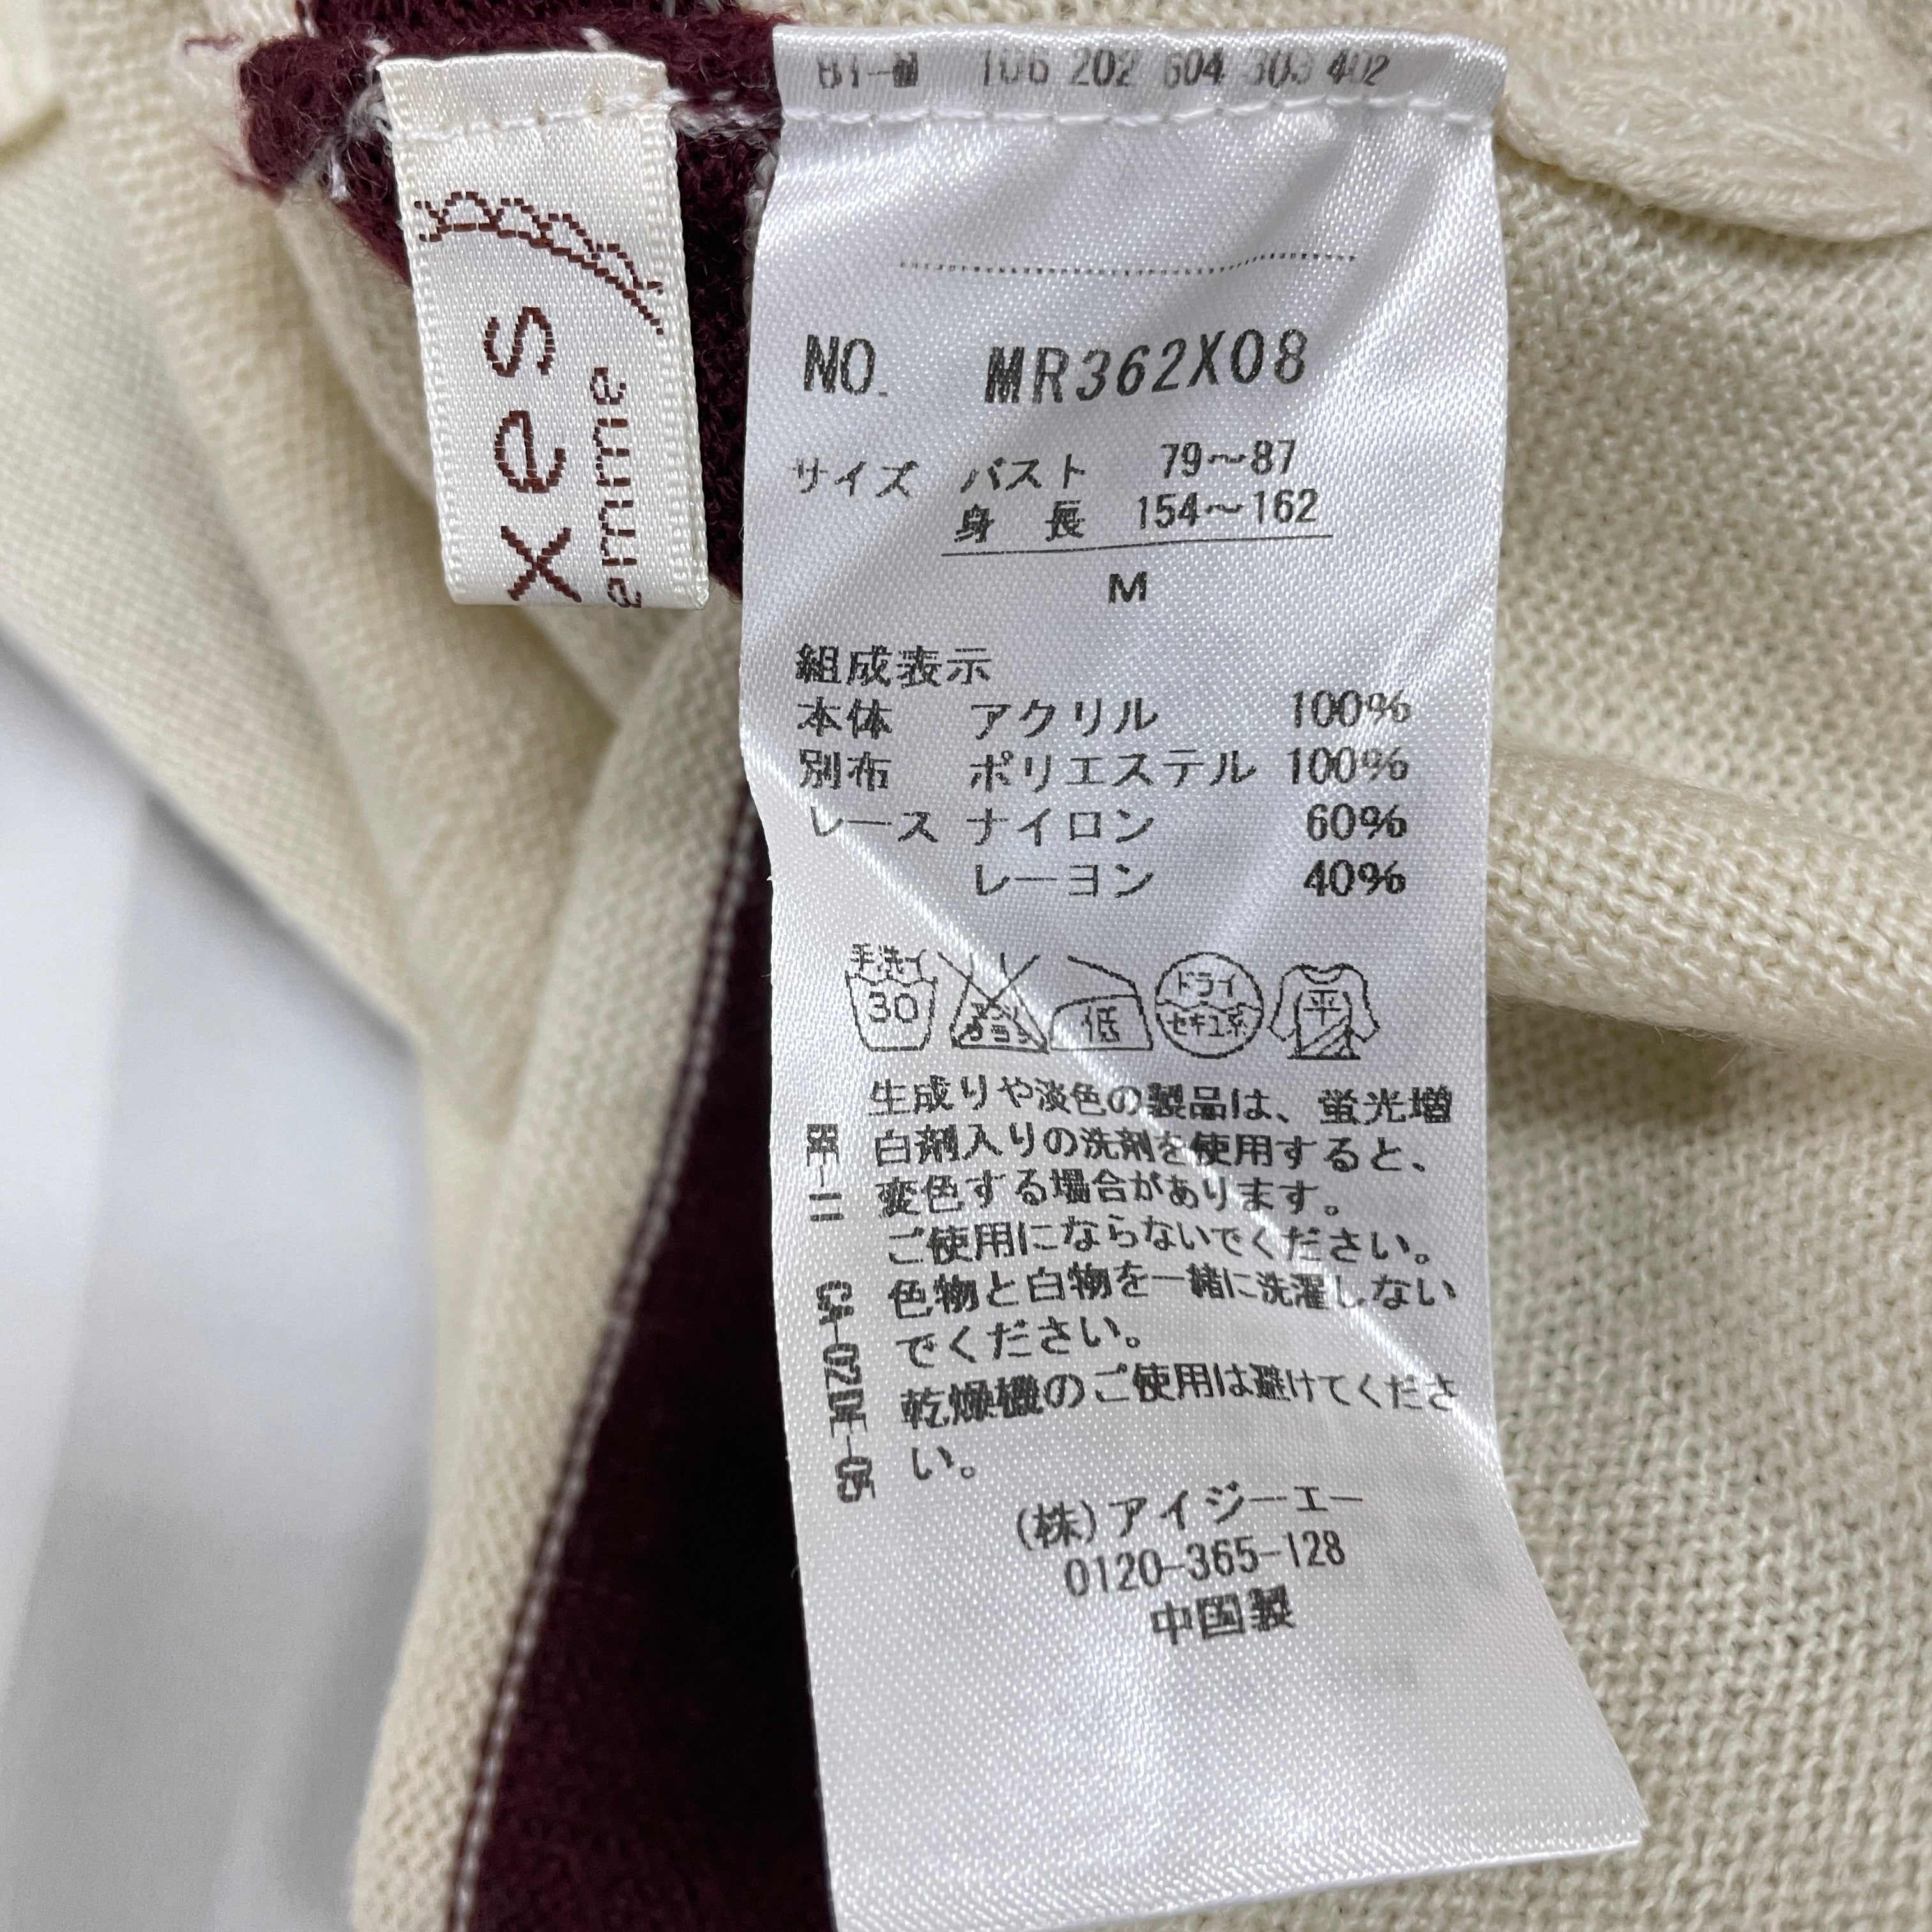 106 202 604 303 402
xes
emme
NO. MR362X08
サイズ バスト 79～87
身 長 154～162
M
組成表示
本体 アクリル 100%
別布 ポリエステル 100%
レース ナイロン 60%
レーヨン 40%
手洗イ
30
低
ドライ
セキユ系
平
生成りや淡色の製品は、蛍光増
白剤入りの洗剤を使用すると、
変色する場合があります。
ご使用にならないでください。
色物と白物を一緒に洗濯しない
でください。
乾燥機のご使用は避けてくださ
い。
(株)アイジーエー
0120-365-128
中国製